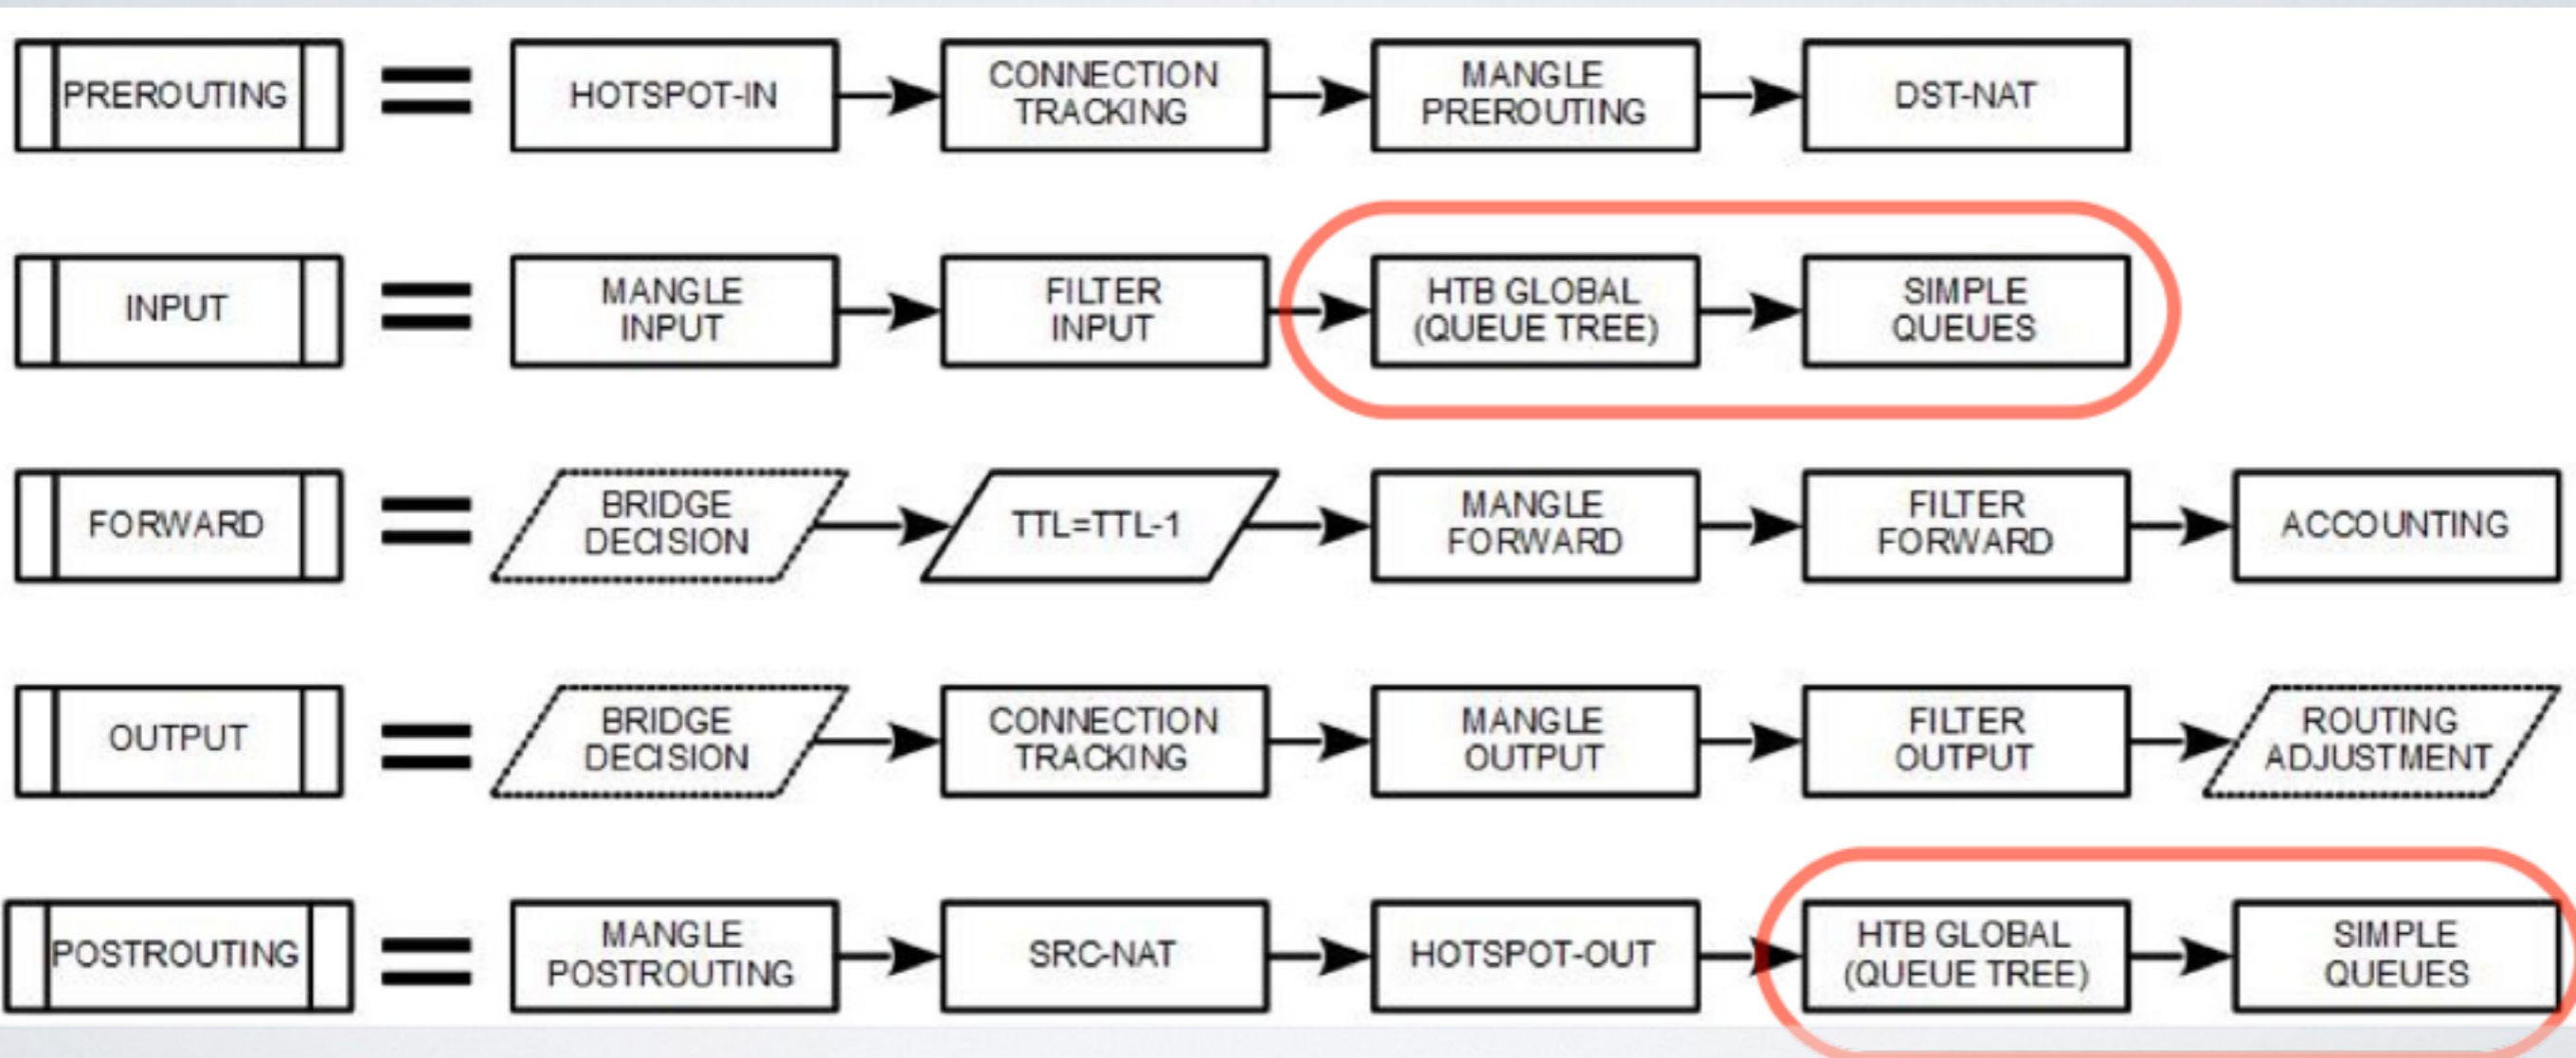 PREROUTING
HOTSPOT-IN
CONNECTION
TRACKING
MANGLE
PREROUTING
DST-NAT
INPUT
MANGLE
INPUT
FILTER
INPUT
HTB GLOBAL
(QUEUE TREE)
SIMPLE
QUEUES
FORWARD
BRIDGE
DECISION
TTL=TTL-1
MANGLE
FORWARD
FILTER
FORWARD
ACCOUNTING
OUTPUT
BRIDGE
DECISION
CONNECTION
TRACKING
MANGLE
OUTPUT
FILTER
OUTPUT
ROUTING
ADJUSTMENT
POSTROUTING
MANGLE
POSTROUTING
SRC-NAT
HOTSPOT-OUT
HTB GLOBAL
(QUEUE TREE)
SIMPLE
QUEUES